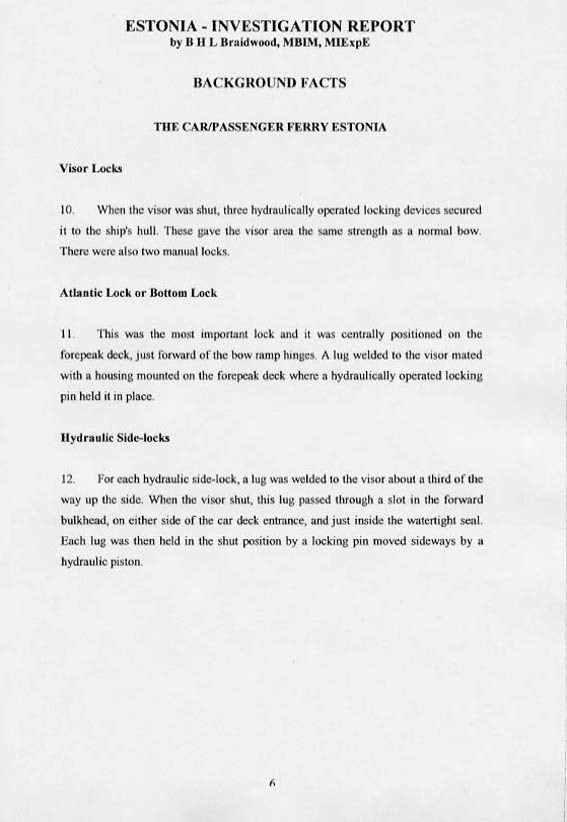 ESTONIA - INVESTIGATION REPORT
by B H L Braidwood, MBIM, MIExpE
BACKGROUND FACTS
THE CAR/PASSENGER FERRY ESTONIA
Visor Locks
10. When the visor was shut, three hydraulically operated locking devices secured
it to the ship's hull. These gave the visor area the same strength as a normal bow.
There were also two manual locks.
Atlantic Lock or Bottom Lock
11. This was the most important lock and it was centrally positioned on the
forepeak deck, just forward of the bow ramp hinges. A lug welded to the visor mated
with a housing mounted on the forepeak deck where a hydraulically operated locking
pin held it in place.
Hydraulic Side-locks
12. For each hydraulic side-lock, a lug was welded to the visor about a third of the
way up the side. When the visor shut, this lug passed through a slot in the forward
bulkhead, on either side of the car deck entrance, and just inside the watertight seal.
Each lug was then held in the shut position by a locking pin moved sideways by a
hydraulic piston.
6